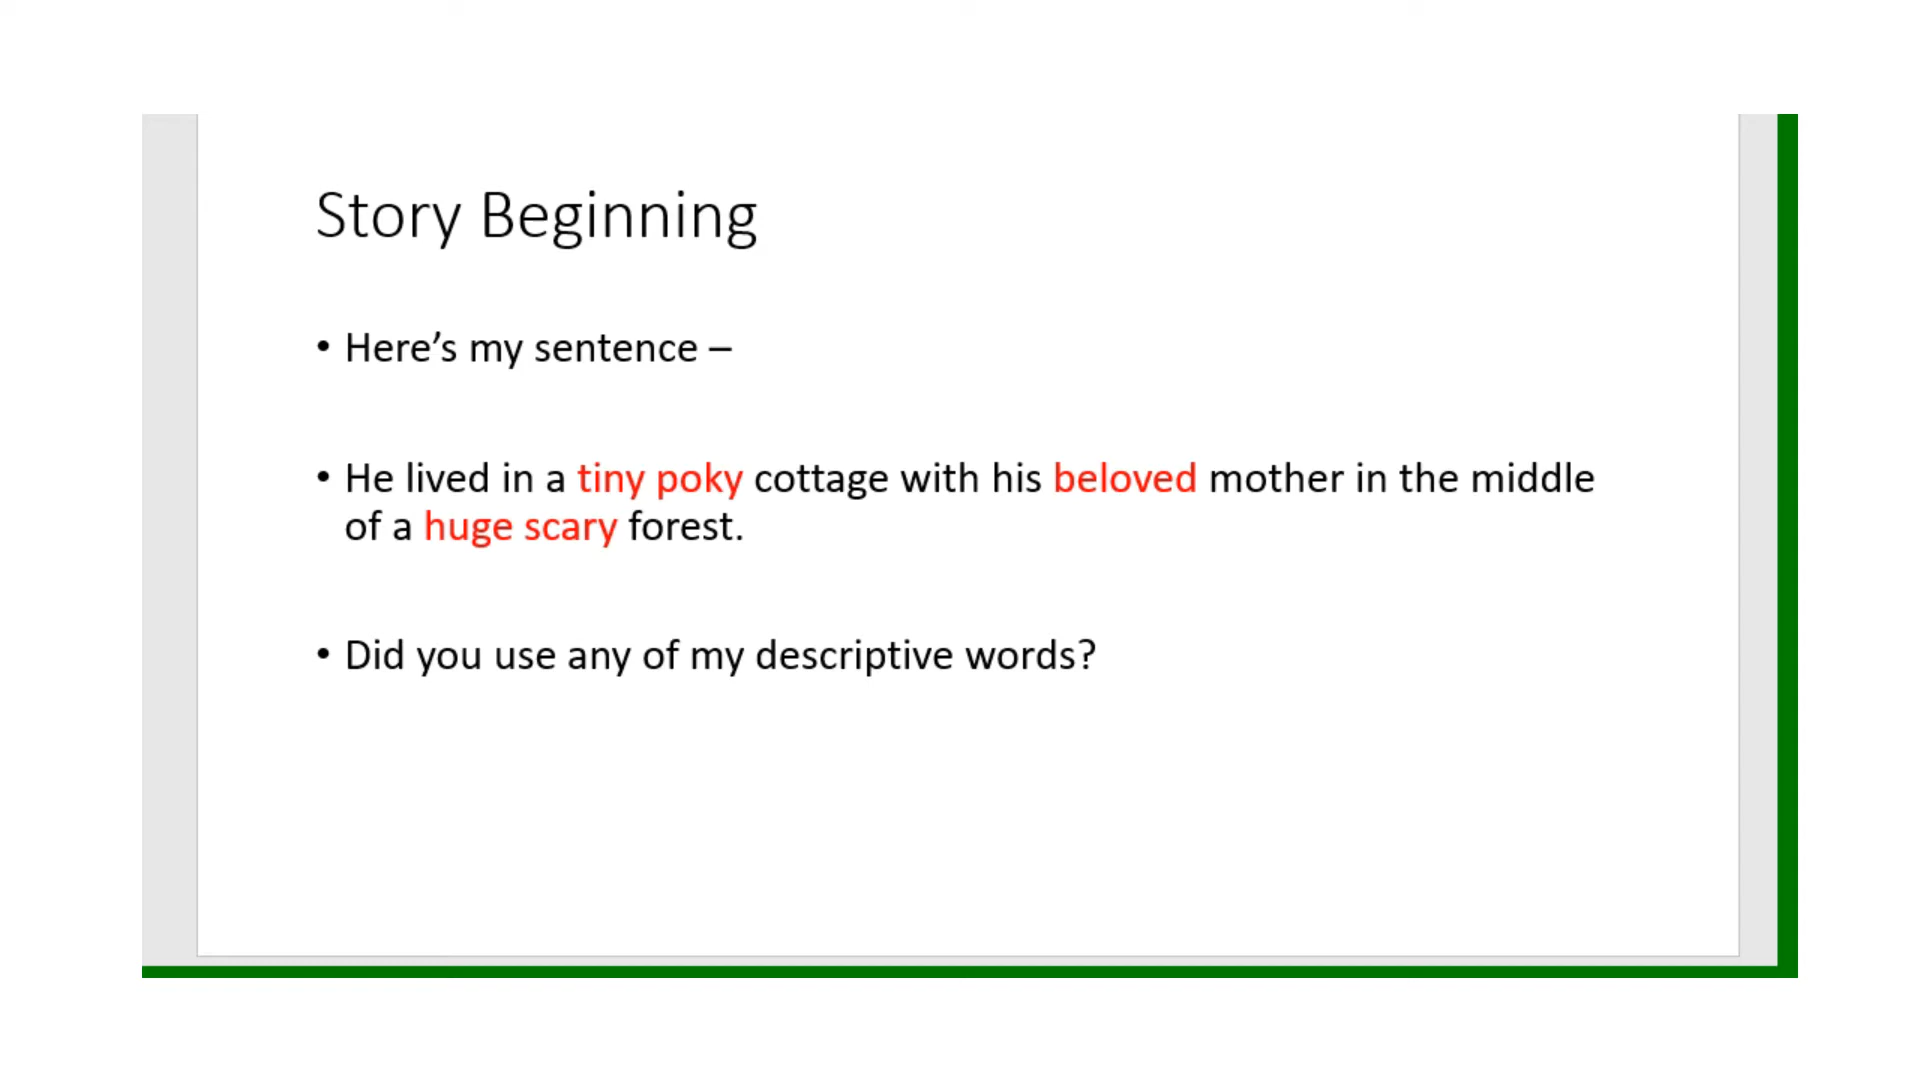 Story Beginning
• Here’s my sentence –
• He lived in a tiny poky cottage with his beloved mother in the middle
of a huge scary forest.
• Did you use any of my descriptive words?